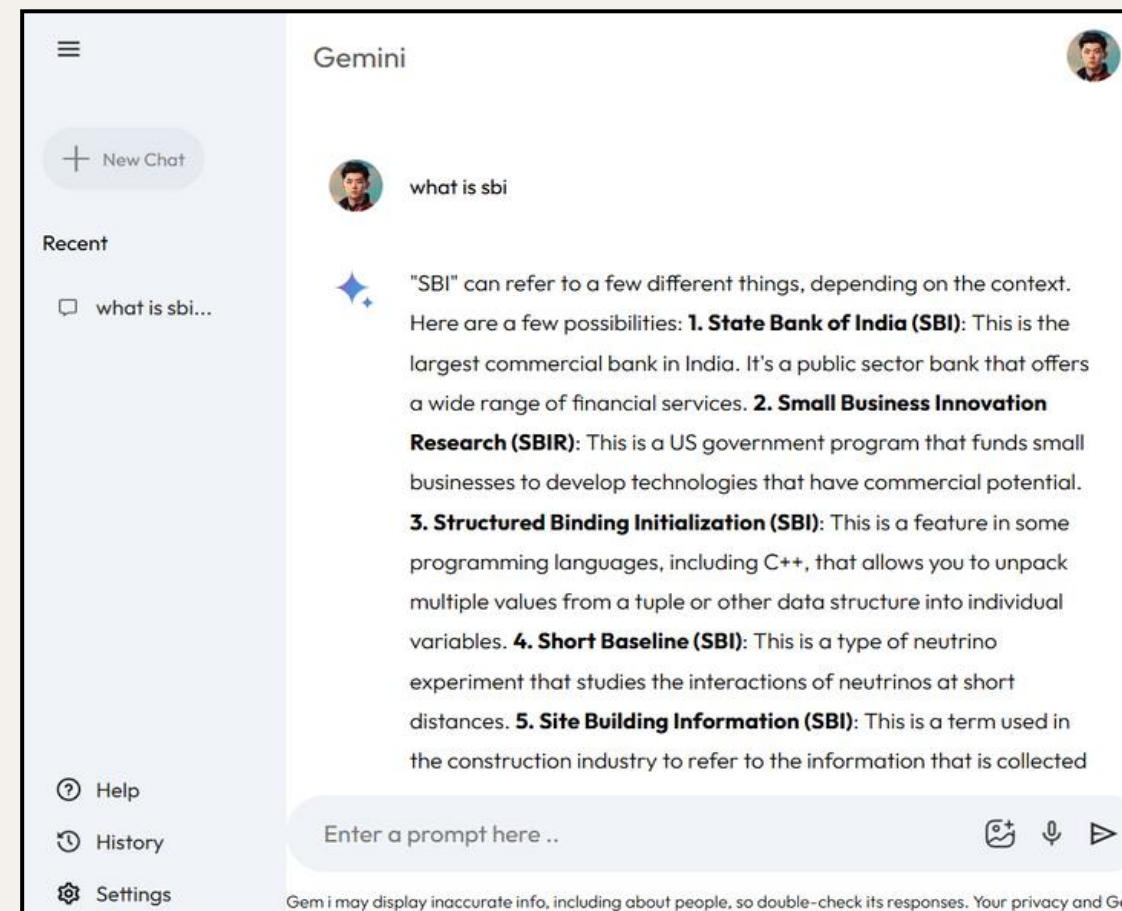 Gemini
New Chat
Recent
what is sbi...
Help
History
Settings
what is sbi
"SBI" can refer to a few different things, depending on the context.
Here are a few possibilities: 1. State Bank of India (SBI): This is the
largest commercial bank in India. It's a public sector bank that offers
a wide range of financial services. 2. Small Business Innovation
Research (SBIR): This is a US government program that funds small
businesses to develop technologies that have commercial potential.
3. Structured Binding Initialization (SBI): This is a feature in some
programming languages, including C++, that allows you to unpack
multiple values from a tuple or other data structure into individual
variables. 4. Short Baseline (SBI): This is a type of neutrino
experiment that studies the interactions of neutrinos at short
distances. 5. Site Building Information (SBI): This is a term used in
the construction industry to refer to the information that is collected
Enter a prompt here ..
Gem i may display inaccurate info, including about people, so double-check its responses. Your privacy and